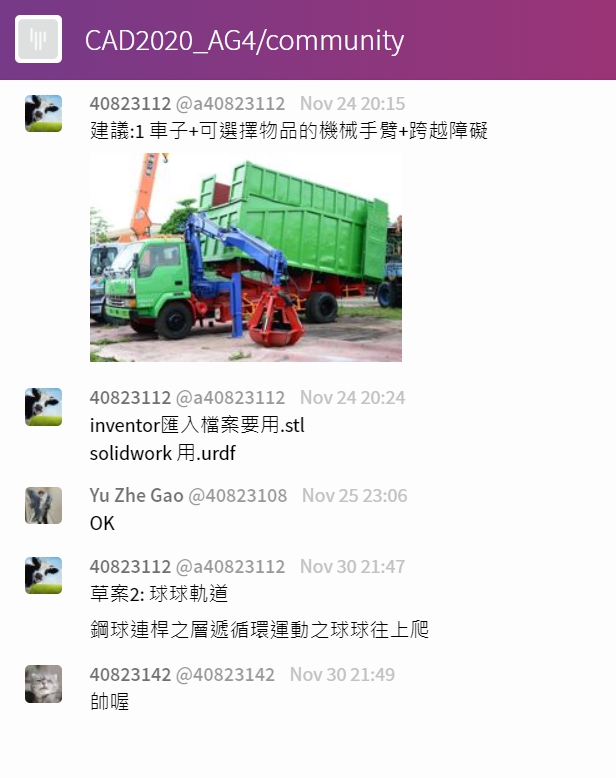 CAD2020_AG4/community
40823112 @a40823112 Nov 24 20:15
建議:1 車子+可選擇物品的機械手臂+跨越障礙
40823112 @a40823112 Nov 24 20:24
inventor匯入檔案要用.stl
solidwork 用.urdf
Yu Zhe Gao @40823108 Nov 25 23:06
OK
40823112 @a40823112 Nov 30 21:47
草案2: 球球軌道
鋼球連桿之層遞循環運動之球球往上爬
40823142 @40823142 Nov 30 21:49
帥喔